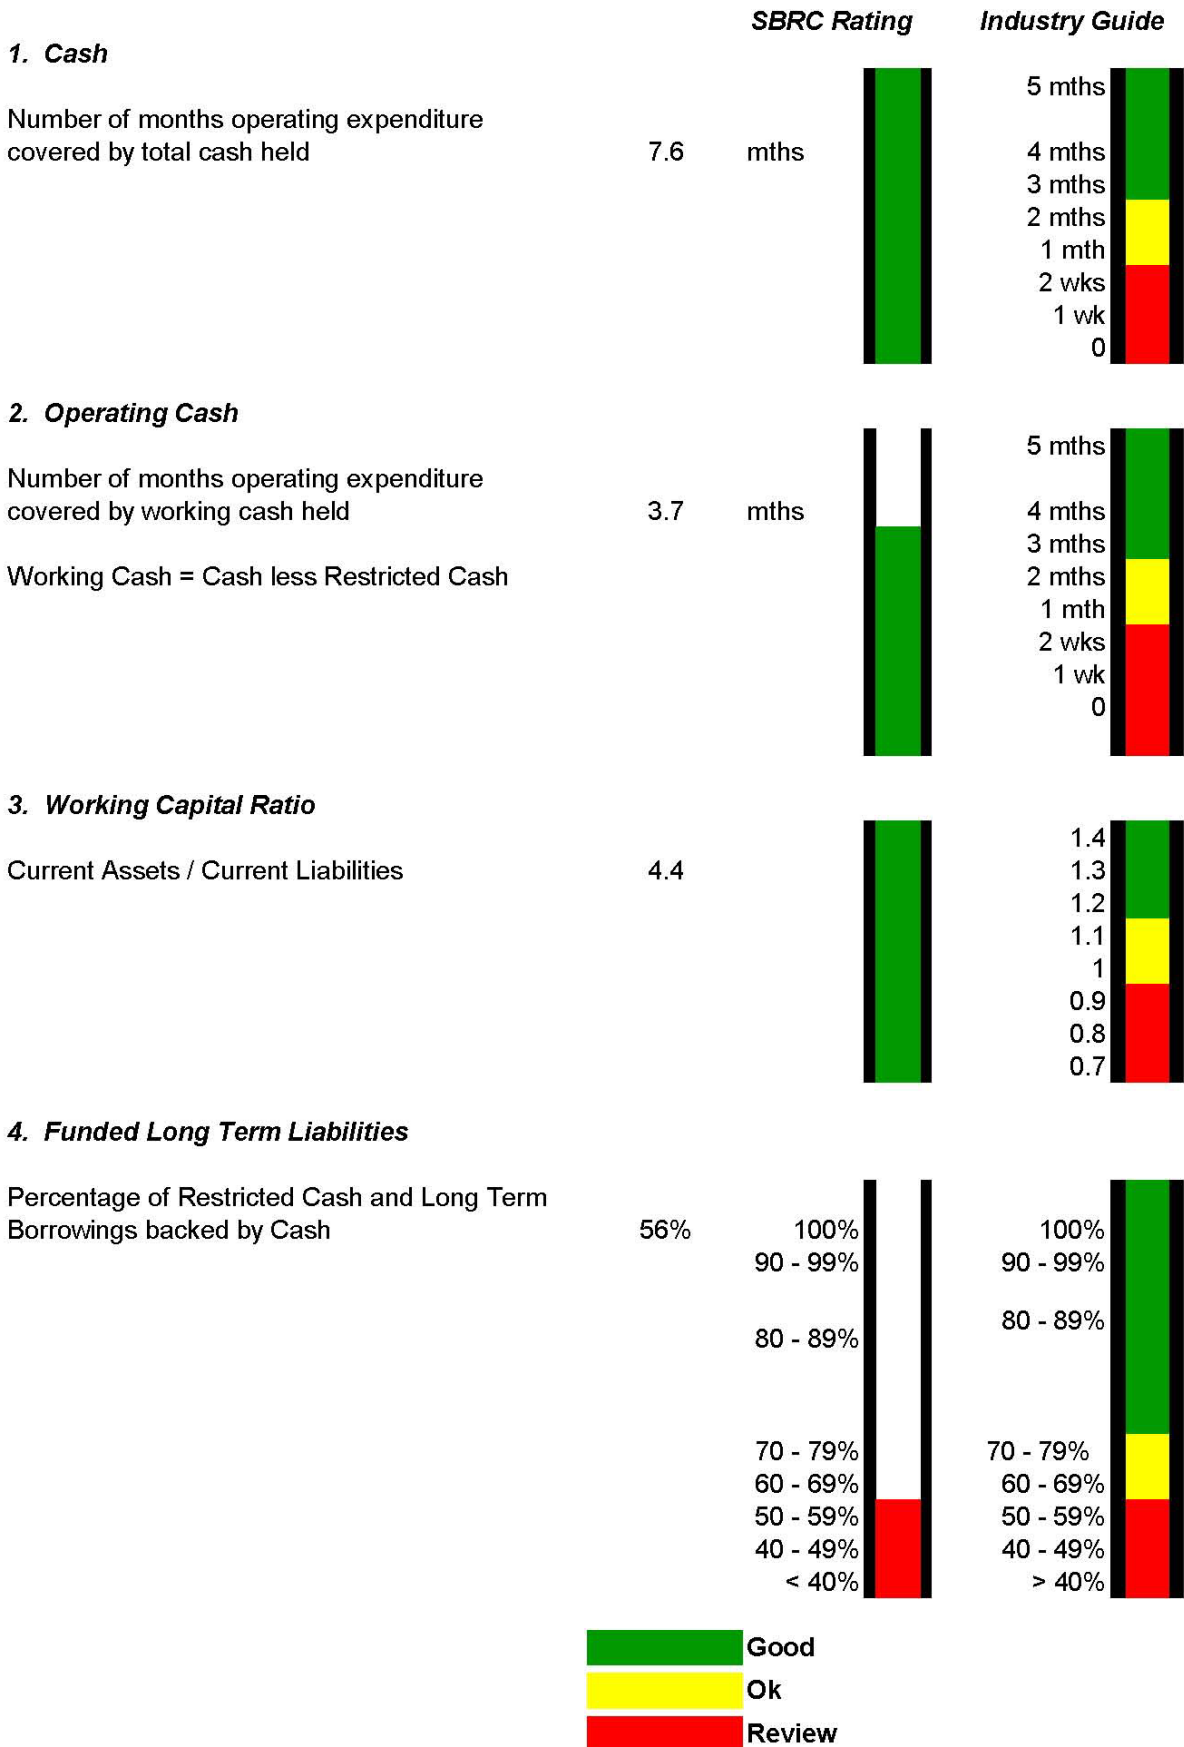 SBRC Rating Industry Guide
1. Cash
5 mths
Number of months operating expenditure
covered by total cash held 7.6 mths 4 mths
3 mths
2 mths
1 mth
2 wks
1 wk
0
2. Operating Cash
5 mths
Number of months operating expenditure
covered by working cash held 3.7 mths 4 mths
3 mths
Working Cash = Cash less Restricted Cash 2 mths
1 mth
2 wks
1 wk
0
3. Working Capital Ratio
1.4
Current Assets / Current Liabilities 4.4 1.3
1.2
1.1
1
0.9
0.8
0.7
4. Funded Long Term Liabilities
Percentage of Restricted Cash and Long Term
Borrowings backed by Cash 56% 100% 100%
90 - 99% 90 - 99%
80 - 89% 80 - 89%
70 - 79% 70 - 79%
60 - 69% 60 - 69%
50 - 59% 50 - 59%
40 - 49% 40 - 49%
< 40% > 40%
Good
Ok
Review